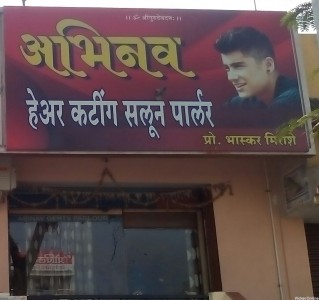 अभिनव
हेअर कटींग सलून पार्लर
प्रो. भास्कर मिराशे